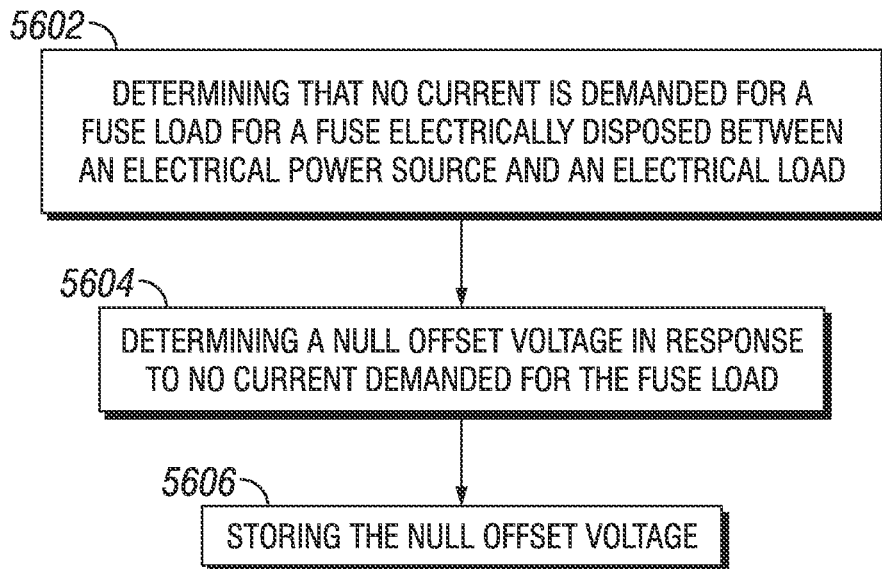 5602
DETERMINING THAT NO CURRENT IS DEMANDED FOR A
FUSE LOAD FOR A FUSE ELECTRICALLY DISPOSED BETWEEN
AN ELECTRICAL POWER SOURCE AND AN ELECTRICAL LOAD
5604
DETERMINING A NULL OFFSET VOLTAGE IN RESPONSE
TO NO CURRENT DEMANDED FOR THE FUSE LOAD
5606
STORING THE NULL OFFSET VOLTAGE